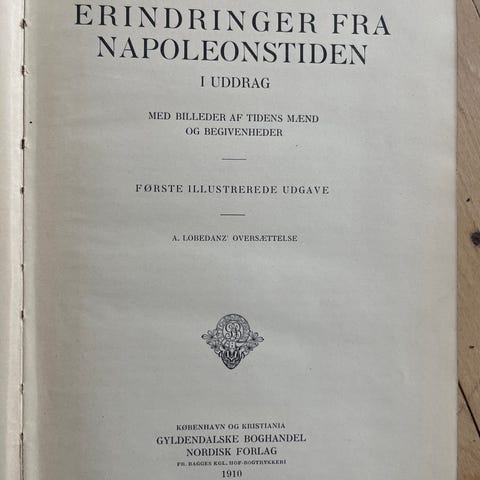 ERINDRINGER FRA
NAPOLEONSTIDEN
I UDDRAG
MED BILLEDER AF TIDENS MÆND
OG BEGIVENHEDER
FØRSTE ILLUSTREREDE UDGAVE
A. LOBEDANZ' OVERSÆTTELSE
KØBENHAVN OG KRISTIANIA
GYLDENDALSKE BOGHANDEL
NORDISK FORLAG
FR. BAGGES KGL. HOF-BOGTRYKKERI
1910